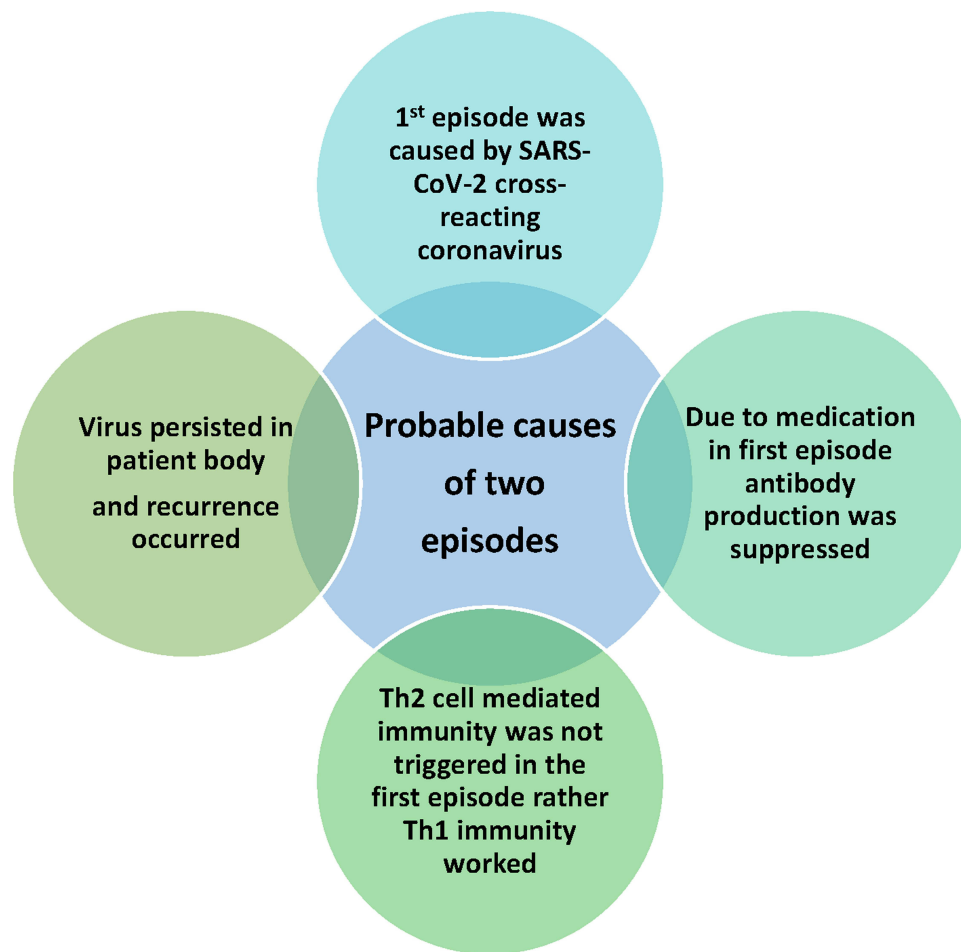 1st episode was
caused by SARS-
CoV-2 cross-
reacting
coronavirus
Virus persisted in
patient body
and recurrence
occurred
Probable causes
of two
episodes
Due to medication
in first episode
antibody
production was
suppressed
Th2 cell mediated
immunity was not
triggered in the
first episode rather
Th1 immunity
worked